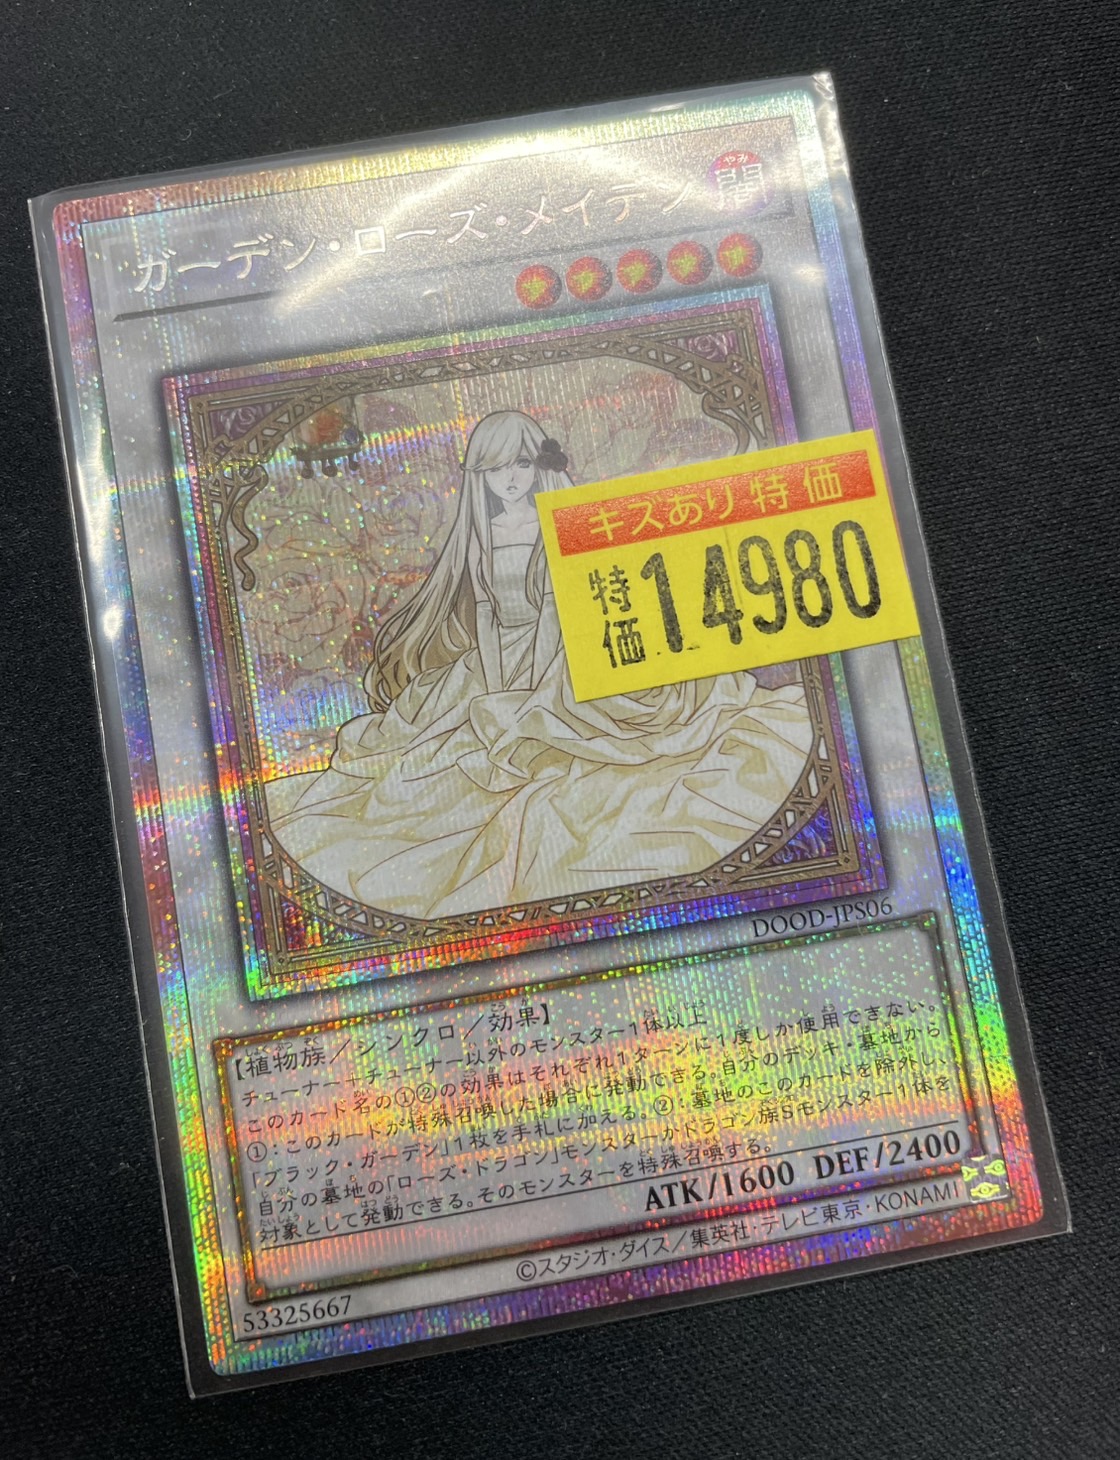 ガーデン・ローズ・メイデン
やみ
闇
キズあり 特価
特価 14980
DOOD-JPS06
【植物族／シンクロ／効果】
チューナー＋チューナー以外のモンスター1体以上
このカード名の①②の効果はそれぞれ1ターンに1度しか使用できない。
①：このカードが特殊召喚した場合に発動できる。自分のデッキ・墓地から
「ブラック・ガーデン」1枚を手札に加える。②：墓地のこのカードを除外し、
自分の墓地の「ローズ・ドラゴン」モンスターかドラゴン族Sモンスター1体を
対象として発動できる。そのモンスターを特殊召喚する。
ATK/1600 DEF/2400
53325667
©スタジオ・ダイス／集英社・テレビ東京・KONAMI